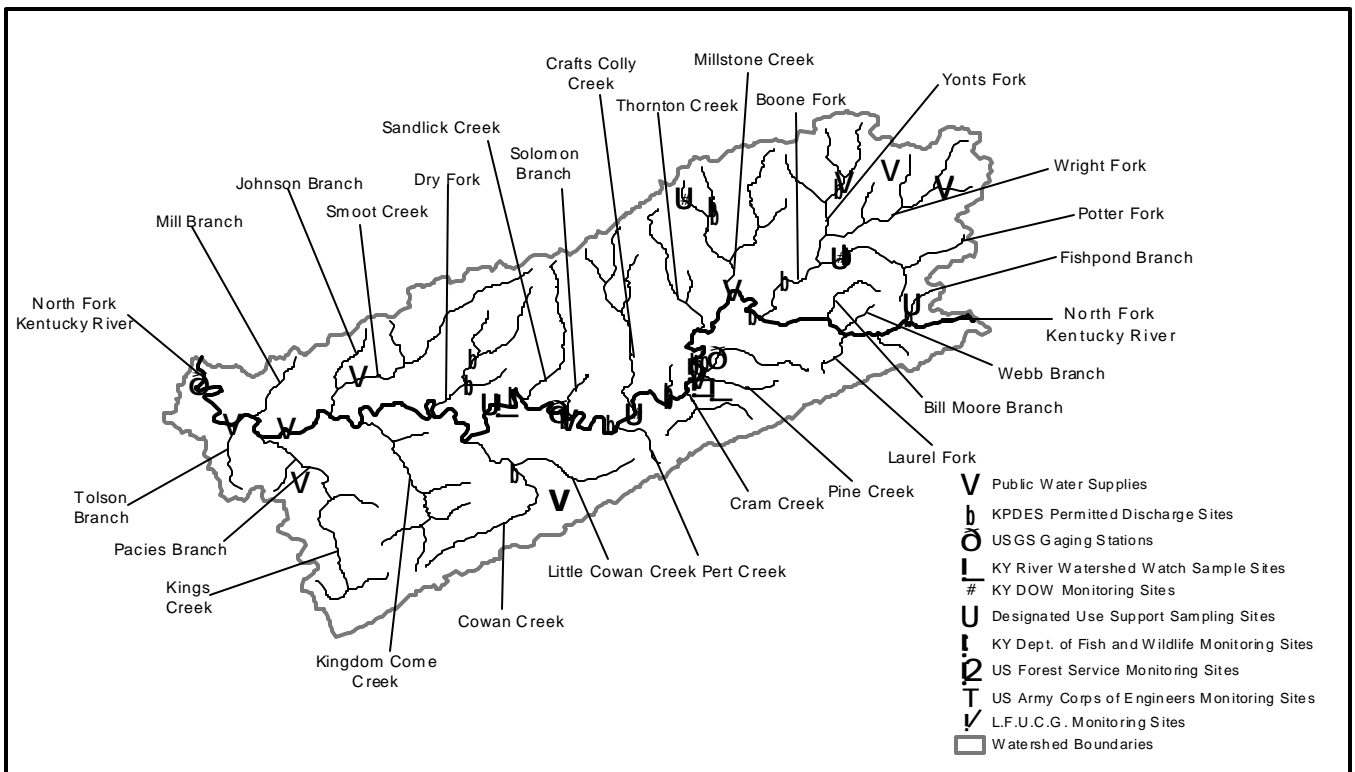 Crafts Colly
Creek
Millstone Creek
Yonts Fork
Thornton Creek
Boone Fork
Sandlick Creek
Solomon
Branch
Wright Fork
Johnson Branch
Dry Fork
Smoot Creek
Potter Fork
Mill Branch
Fishpond Branch
North Fork
Kentucky River
North Fork
Kentucky River
Webb Branch
Bill Moore Branch
Laurel Fork
Pine Creek
Cram Creek
Tolson
Branch
Pacies Branch
Little Cowan Creek
Pert Creek
Kings
Creek
Cowan Creek
Kingdom Come
Creek
V Public Water Supplies
b KPDES Permitted Discharge Sites
ð USGS Gaging Stations
L KY River Watershed Watch Sample Sites
# KY DOW Monitoring Sites
U Designated Use Support Sampling Sites
KY Dept. of Fish and Wildlife Monitoring Sites
US Forest Service Monitoring Sites
T US Army Corps of Engineers Monitoring Sites
L.F.U.C.G. Monitoring Sites
Watershed Boundaries